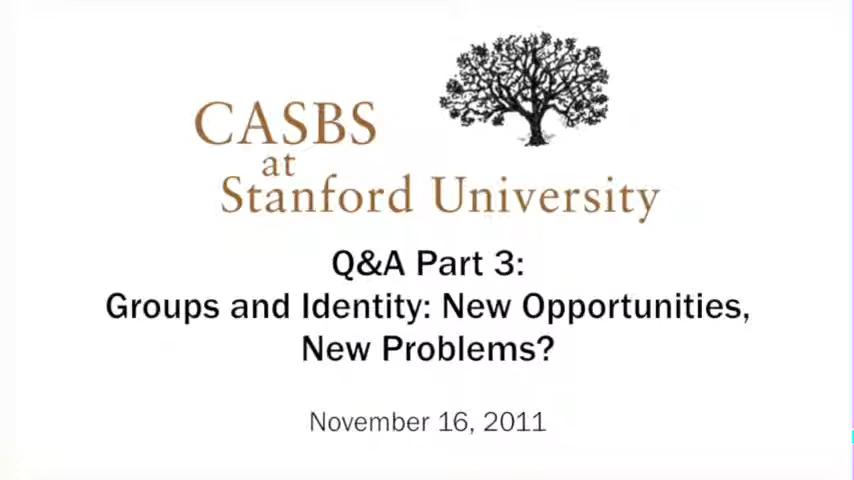 CASBS
at
Stanford University
Q&A Part 3:
Groups and Identity: New Opportunities,
New Problems?
November 16, 2011